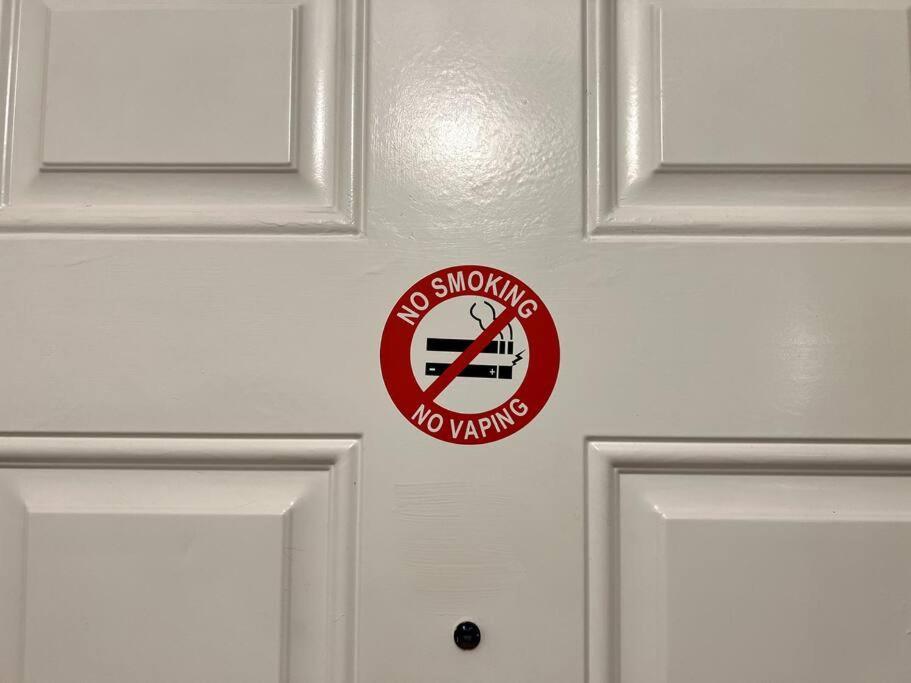 NO SMOKING
- +
NO VAPING